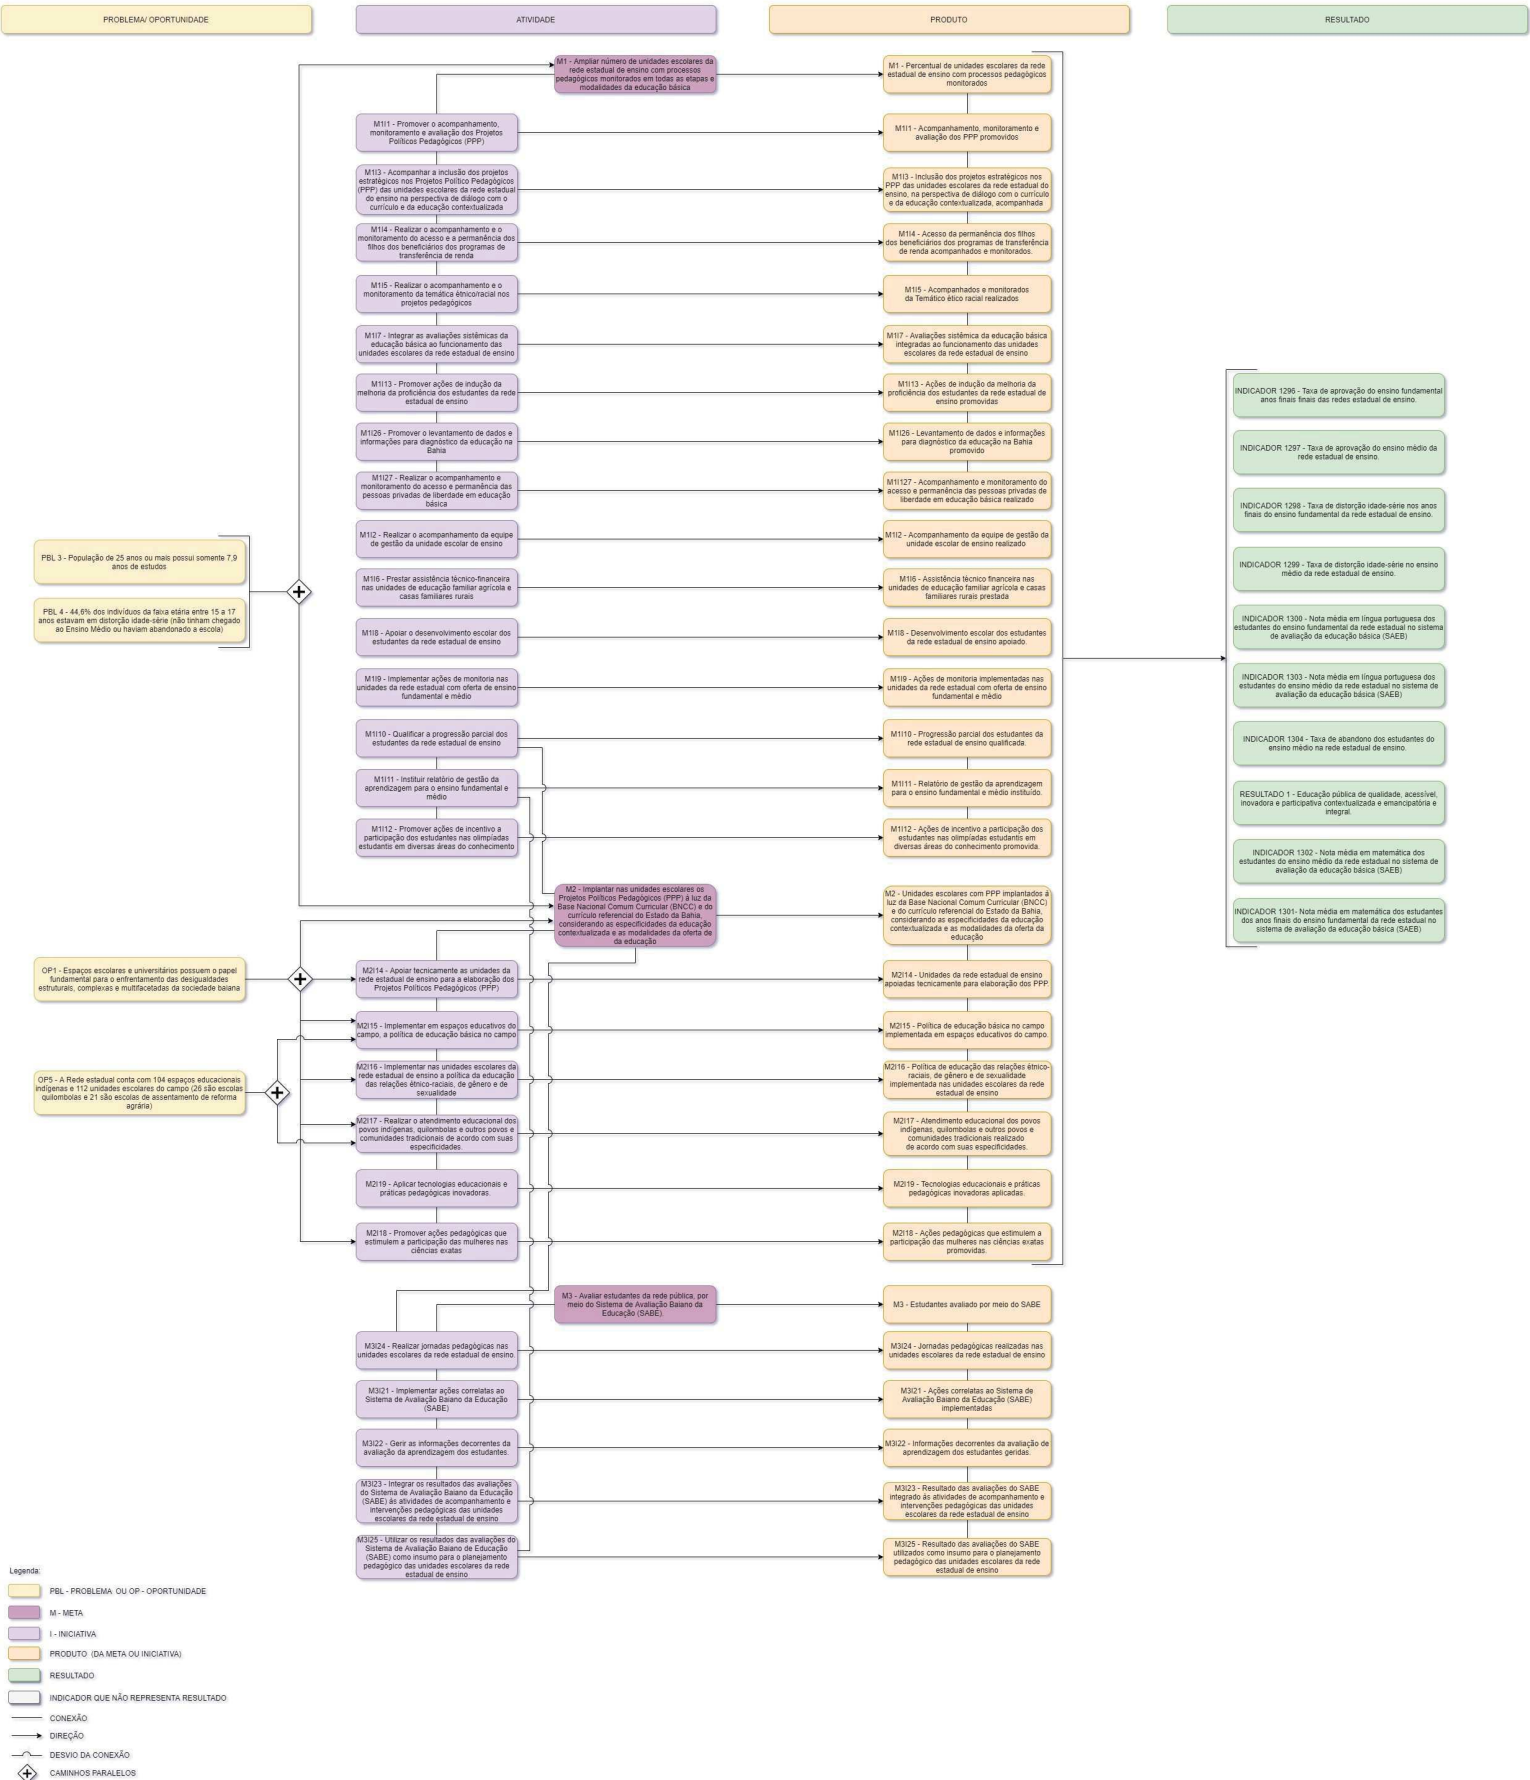 PROBLEMA/ OPORTUNIDADE
ATIVIDADE
PRODUTO
RESULTADO
PBL 3 - População de 25 anos ou mais possui somente 7,9
anos de estudos
PBL 4 - 44,6% dos indivíduos da faixa etária entre 15 a 17
anos estavam em distorção idade-série (não tinham chegado
ao Ensino Médio ou haviam abandonado a escola)
OP1 - Espaços escolares e universitários possuem o papel
fundamental para o enfrentamento das desigualdades
estruturais, complexas e multifacetadas da sociedade baiana
OP5 - A Rede estadual conta com 104 espaços educacionais
indígenas e 112 unidades escolares do campo (26 são escolas
quilombolas e 21 são escolas de assentamento de reforma
agrária)
M1 - Ampliar número de unidades escolares da
rede estadual de ensino com processos
pedagógicos monitorados em todas as etapas e
modalidades da educação básica
M1I1 - Promover o acompanhamento,
monitoramento e avaliação dos Projetos
Políticos Pedagógicos (PPP)
M1I3 - Acompanhar a inclusão dos projetos
estratégicos nos Projetos Político Pedagógicos
(PPP) das unidades escolares da rede estadual
do ensino na perspectiva de diálogo com o
currículo e da educação contextualizada
M1I4 - Realizar o acompanhamento e o
monitoramento do acesso e a permanência dos
filhos dos beneficiários dos programas de
transferência de renda
M1I5 - Realizar o acompanhamento e o
monitoramento da temática étnico/racial nos
projetos pedagógicos
M1I7 - Integrar as avaliações sistêmicas da
educação básica ao funcionamento das
unidades escolares da rede estadual de ensino
M1I13 - Promover ações de indução da
melhoria da proficiência dos estudantes da rede
estadual de ensino
M1I26 - Promover o levantamento de dados e
informações para diagnóstico da educação na
Bahia
M1I27 - Realizar o acompanhamento e
monitoramento do acesso e permanência das
pessoas privadas de liberdade em educação
básica
M1I2 - Realizar o acompanhamento da equipe
de gestão da unidade escolar de ensino
M1I6 - Prestar assistência técnico-financeira
nas unidades de educação familiar agrícola e
casas familiares rurais
M1I8 - Apoiar o desenvolvimento escolar dos
estudantes da rede estadual de ensino
M1I9 - Implementar ações de monitoria nas
unidades da rede estadual com oferta de ensino
fundamental e médio
M1I10 - Qualificar a progressão parcial dos
estudantes da rede estadual de ensino
M1I11 - Instituir relatório de gestão da
aprendizagem para o ensino fundamental e
médio
M1I12 - Promover ações de incentivo a
participação dos estudantes nas olimpíadas
estudantis em diversas áreas do conhecimento
M2 - Implantar nas unidades escolares os
Projetos Políticos Pedagógicos (PPP) à luz da
Base Nacional Comum Curricular (BNCC) e do
currículo referencial do Estado da Bahia,
considerando as especificidades da educação
contextualizada e as modalidades da oferta de
da educação
M2I14 - Apoiar tecnicamente as unidades da
rede estadual de ensino para a elaboração dos
Projetos Políticos Pedagógicos (PPP)
M2I15 - Implementar em espaços educativos do
campo, a política de educação básica no campo
M2I16 - Implementar nas unidades escolares da
rede estadual de ensino a política da educação
das relações étnico-raciais, de gênero e de
sexualidade
M2I17 - Realizar o atendimento educacional dos
povos indígenas, quilombolas e outros povos e
comunidades tradicionais de acordo com suas
especificidades.
M2I19 - Aplicar tecnologias educacionais e
práticas pedagógicas inovadoras.
M2I18 - Promover ações pedagógicas que
estimulem a participação das mulheres nas
ciências exatas
M3 - Avaliar estudantes da rede pública, por
meio do Sistema de Avaliação Baiano da
Educação (SABE).
M3I24 - Realizar jornadas pedagógicas nas
unidades escolares da rede estadual de ensino.
M3I21 - Implementar ações correlatas ao
Sistema de Avaliação Baiano da Educação
(SABE)
M3I22 - Gerir as informações decorrentes da
avaliação da aprendizagem dos estudantes.
M3I23 - Integrar os resultados das avaliações
do Sistema de Avaliação Baiano da Educação
(SABE) às atividades de acompanhamento e
intervenções pedagógicas das unidades
escolares da rede estadual de ensino
M3I25 - Utilizar os resultados das avaliações do
Sistema de Avaliação Baiano de Educação
(SABE) como insumo para o planejamento
pedagógico das unidades escolares da rede
estadual de ensino
M1 - Percentual de unidades escolares da rede
estadual de ensino com processos pedagógicos
monitorados
M1I1 - Acompanhamento, monitoramento e
avaliação dos PPP promovidos
M1I3 - Inclusão dos projetos estratégicos nos
PPP das unidades escolares da rede estadual do
ensino, na perspectiva de diálogo com o currículo
e da educação contextualizada, acompanhada
M1I4 - Acesso da permanência dos filhos
dos beneficiários dos programas de transferência
de renda acompanhados e monitorados.
M1I5 - Acompanhados e monitorados
da Temático ético racial realizados
M1I7 - Avaliações sistêmica da educação básica
integradas ao funcionamento das unidades
escolares da rede estadual de ensino
M1I13 - Ações de indução da melhoria da
proficiência dos estudantes da rede estadual de
ensino promovidas
M1I26 - Levantamento de dados e informações
para diagnóstico da educação na Bahia
promovido
M1I127 - Acompanhamento e monitoramento do
acesso e permanência das pessoas privadas de
liberdade em educação básica realizado
M1I2 - Acompanhamento da equipe de gestão da
unidade escolar de ensino realizado
M1I6 - Assistência técnico financeira nas
unidades de educação familiar agrícola e casas
familiares rurais prestada
M1I8 - Desenvolvimento escolar dos estudantes
da rede estadual de ensino apoiado.
M1I9 - Ações de monitoria implementadas nas
unidades da rede estadual com oferta de ensino
fundamental e médio
M1I10 - Progressão parcial dos estudantes da
rede estadual de ensino qualificada.
M1I11 - Relatório de gestão da aprendizagem
para o ensino fundamental e médio instituído.
M1I12 - Ações de incentivo a participação dos
estudantes nas olimpíadas estudantis em
diversas áreas do conhecimento promovida.
M2 - Unidades escolares com PPP implantados à
luz da Base Nacional Comum Curricular (BNCC)
e do currículo referencial do Estado da Bahia,
considerando as especificidades da educação
contextualizada e as modalidades da oferta da
educação
M2I14 - Unidades da rede estadual de ensino
apoiadas tecnicamente para elaboração dos PPP.
M2I15 - Política de educação básica no campo
implementada em espaços educativos do campo.
M2I16 - Política de educação das relações étnico-
raciais, de gênero e de sexualidade
implementada nas unidades escolares da rede
estadual de ensino
M2I17 - Atendimento educacional dos povos
indígenas, quilombolas e outros povos e
comunidades tradicionais realizado
de acordo com suas especificidades.
M2I19 - Tecnologias educacionais e práticas
pedagógicas inovadoras aplicadas.
M2I18 - Ações pedagógicas que estimulem a
participação das mulheres nas ciências exatas
promovidas.
M3 - Estudantes avaliado por meio do SABE
M3I24 - Jornadas pedagógicas realizadas nas
unidades escolares da rede estadual de ensino
M3I21 - Ações correlatas ao Sistema de
Avaliação Baiano da Educação (SABE)
implementadas
M3I22 - Informações decorrentes da avaliação de
aprendizagem dos estudantes geridas.
M3I23 - Resultado das avaliações do SABE
integrado às atividades de acompanhamento e
intervenções pedagógicas das unidades
escolares da rede estadual de ensino
M3I25 - Resultado das avaliações do SABE
utilizados como insumo para o planejamento
pedagógico das unidades escolares da rede
estadual de ensino
INDICADOR 1296 - Taxa de aprovação do ensino fundamental
anos finais finais das redes estadual de ensino.
INDICADOR 1297 - Taxa de aprovação do ensino médio da
rede estadual de ensino.
INDICADOR 1298 - Taxa de distorção idade-série nos anos
finais do ensino fundamental da rede estadual de ensino.
INDICADOR 1299 - Taxa de distorção idade-série no ensino
médio da rede estadual de ensino.
INDICADOR 1300 - Nota média em língua portuguesa dos
estudantes do ensino fundamental da rede estadual no sistema
de avaliação da educação básica (SAEB)
INDICADOR 1303 - Nota média em língua portuguesa dos
estudantes do ensino médio da rede estadual no sistema de
avaliação da educação básica (SAEB)
INDICADOR 1304 - Taxa de abandono dos estudantes do
ensino médio na rede estadual de ensino.
RESULTADO 1 - Educação pública de qualidade, acessível,
inovadora e participativa contextualizada e emancipatória e
integral.
INDICADOR 1302 - Nota média em matemática dos
estudantes do ensino médio da rede estadual no sistema de
avaliação da educação básica (SAEB)
INDICADOR 1301- Nota média em matemática dos estudantes
dos anos finais do ensino fundamental da rede estadual no
sistema de avaliação da educação básica (SAEB)
Legenda:
PBL - PROBLEMA OU OP - OPORTUNIDADE
M - META
I - INICIATIVA
PRODUTO (DA META OU INICIATIVA)
RESULTADO
INDICADOR QUE NÃO REPRESENTA RESULTADO
CONEXÃO
DIREÇÃO
DESVIO DA CONEXÃO
CAMINHOS PARALELOS